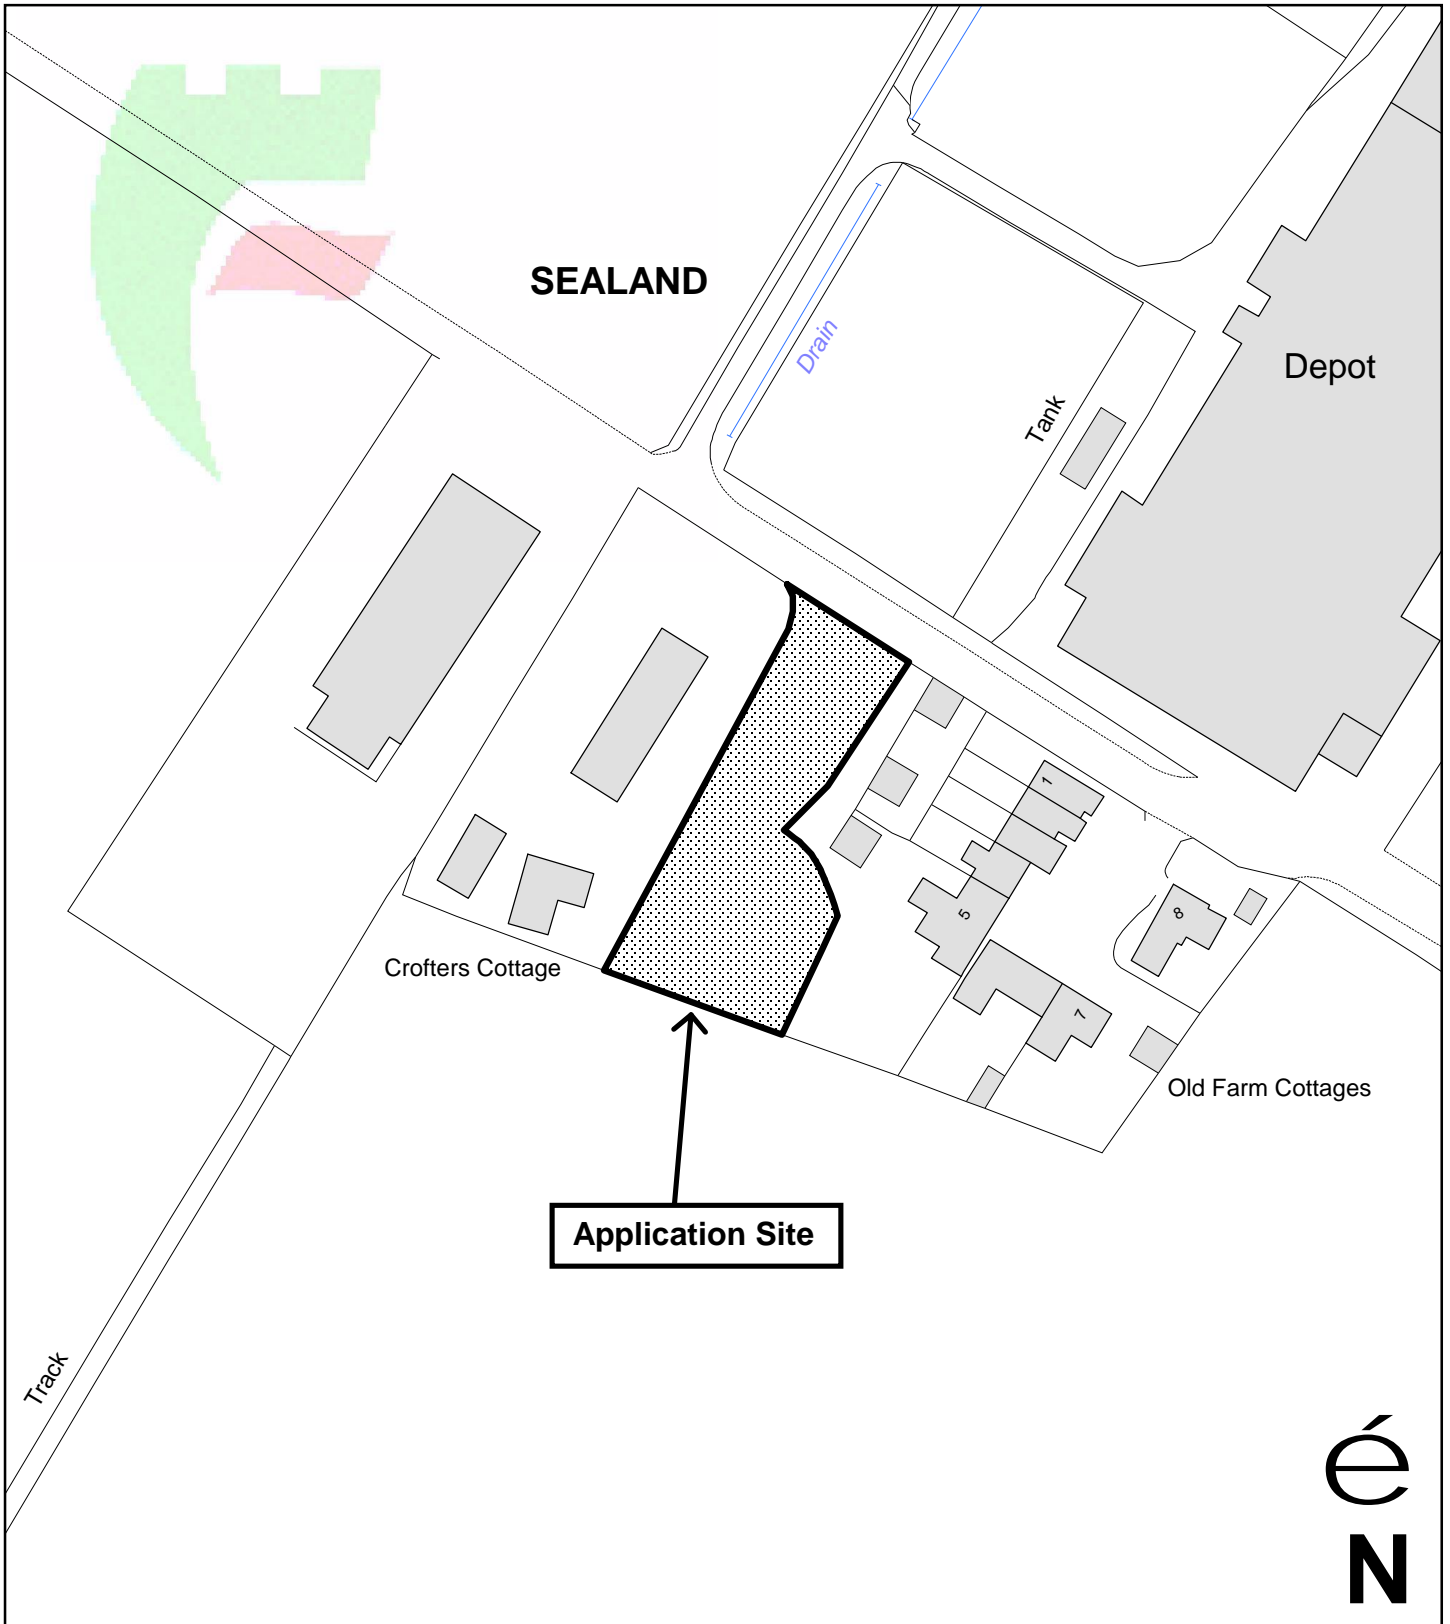 SEALAND
Drain
Depot
Tank
1
5
8
Crofters Cottage
7
Old Farm Cottages
Application Site
Track
é
N